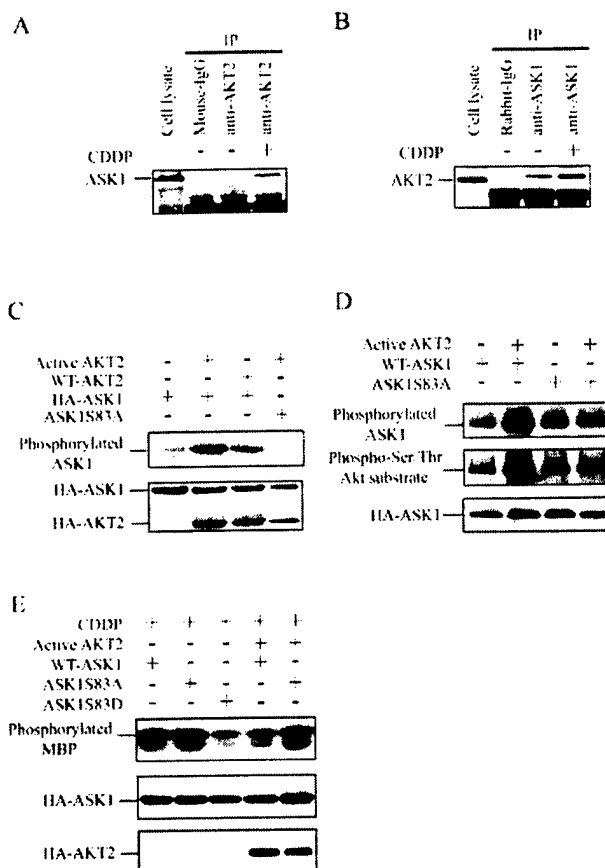 A
IP
Cell lysate
Mouse-IgG
anti-AKT2
anti-AKT2
CDDP - - +
ASK1
B
IP
Cell lysate
Rabbit-IgG
anti-ASK1
anti-ASK1
CDDP - - +
AKT2
C
Active AKT2 - + - +
WT-AKT2 - - + -
HA-ASK1 + + + -
ASK1S83A - - - +
Phosphorylated
ASK1
HA-ASK1
HA-AKT2
D
Active AKT2 - + - +
WT-ASK1 + + - -
ASK1S83A - - + +
Phosphorylated
ASK1
Phospho-Ser Thr
Akt substrate
HA-ASK1
E
CDDP + + - + +
Active AKT2 - - - + +
WT-ASK1 + - - + -
ASK1S83A - + - - +
ASK1S83D - - + - -
Phosphorylated
MBP
HA-ASK1
HA-AKT2